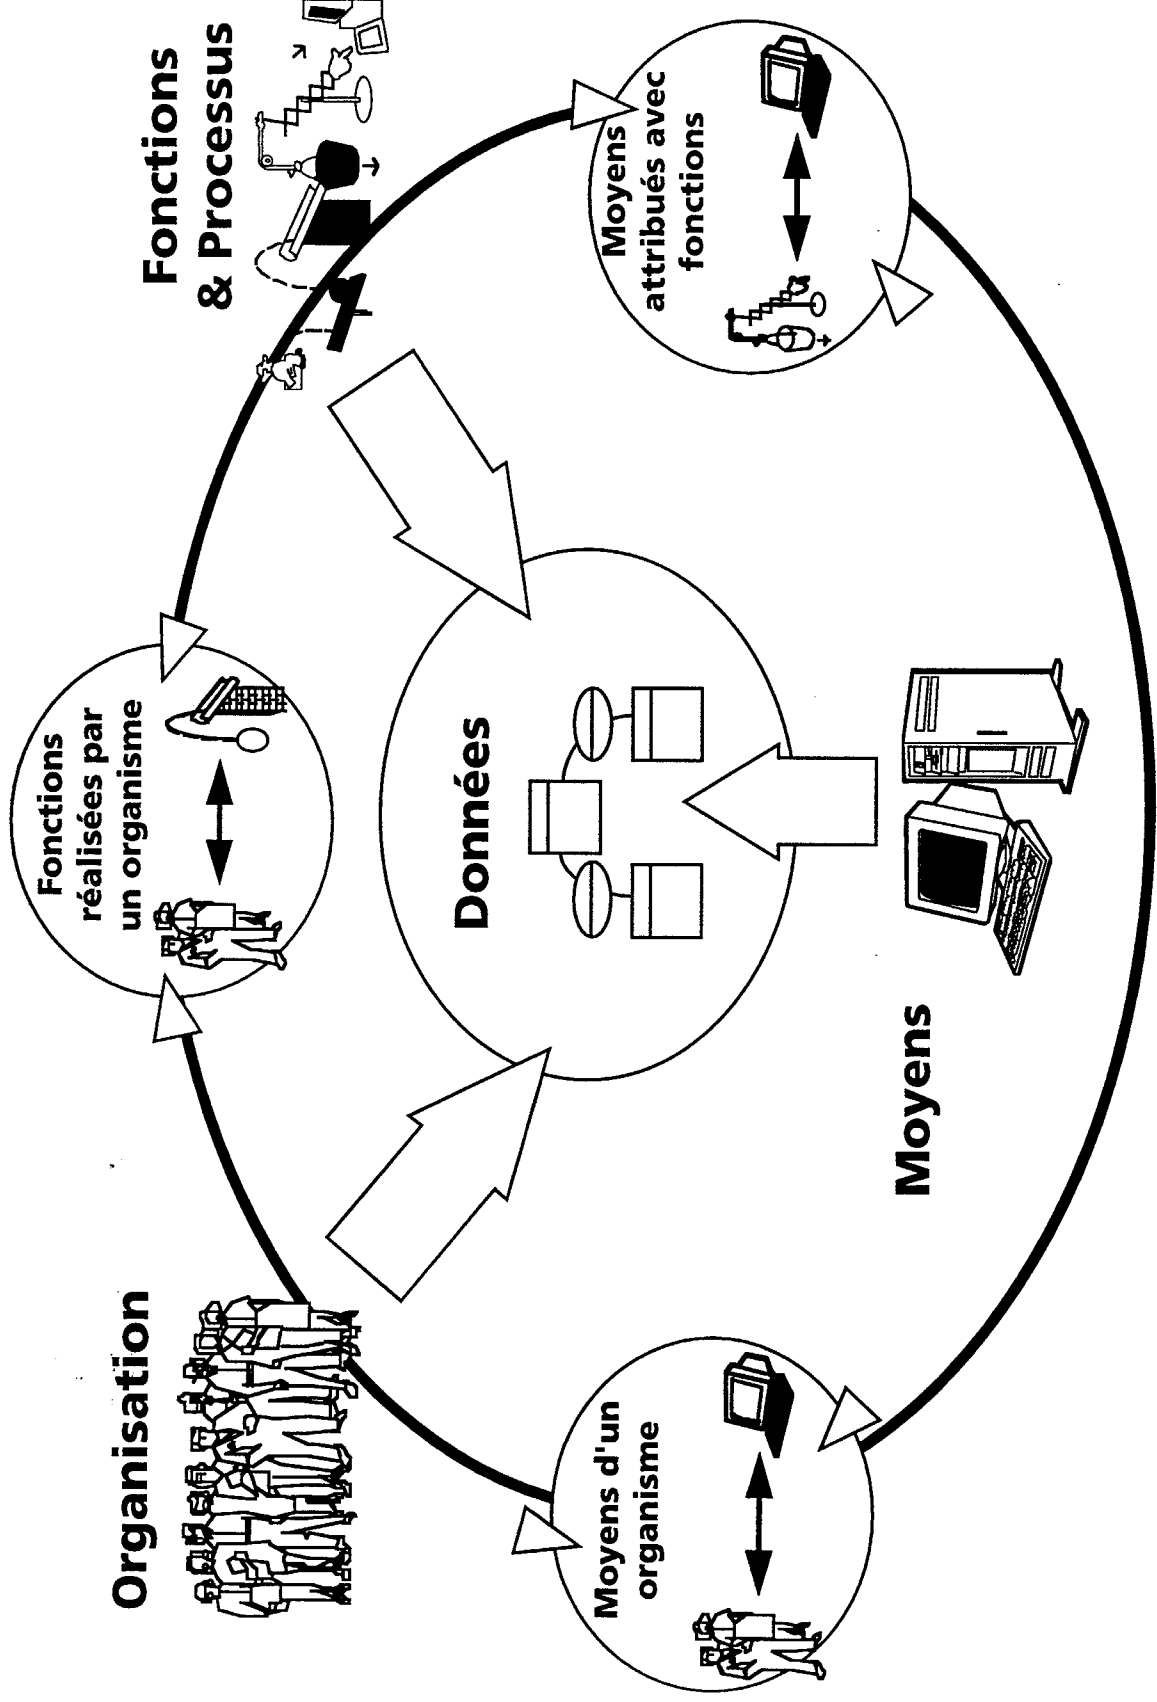 Organisation
Fonctions
réalisées par
un organisme
Fonctions
& Processus
Données
Moyens d'un
organisme
Moyens
attribués avec
fonctions
Moyens